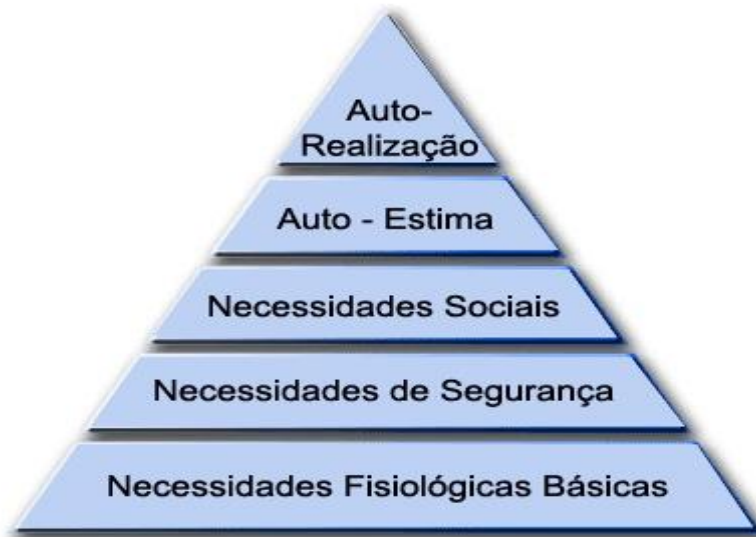 Auto-
Realização
Auto - Estima
Necessidades Sociais
Necessidades de Segurança
Necessidades Fisiológicas Básicas